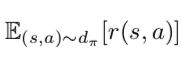 𝔼_{(s,a)∼d_π}[r(s, a)]